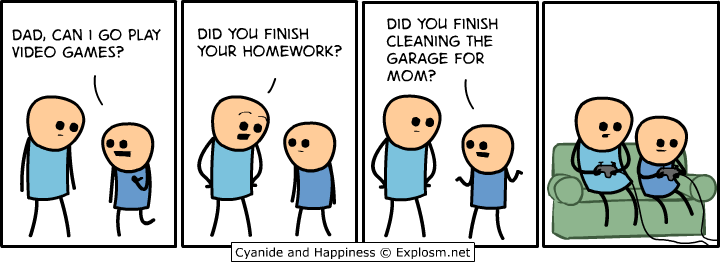 DAD, CAN I GO PLAY
VIDEO GAMES?
DID YOU FINISH
YOUR HOMEWORK?
DID YOU FINISH
CLEANING THE
GARAGE FOR
MOM?
Cyanide and Happiness © Explosm.net